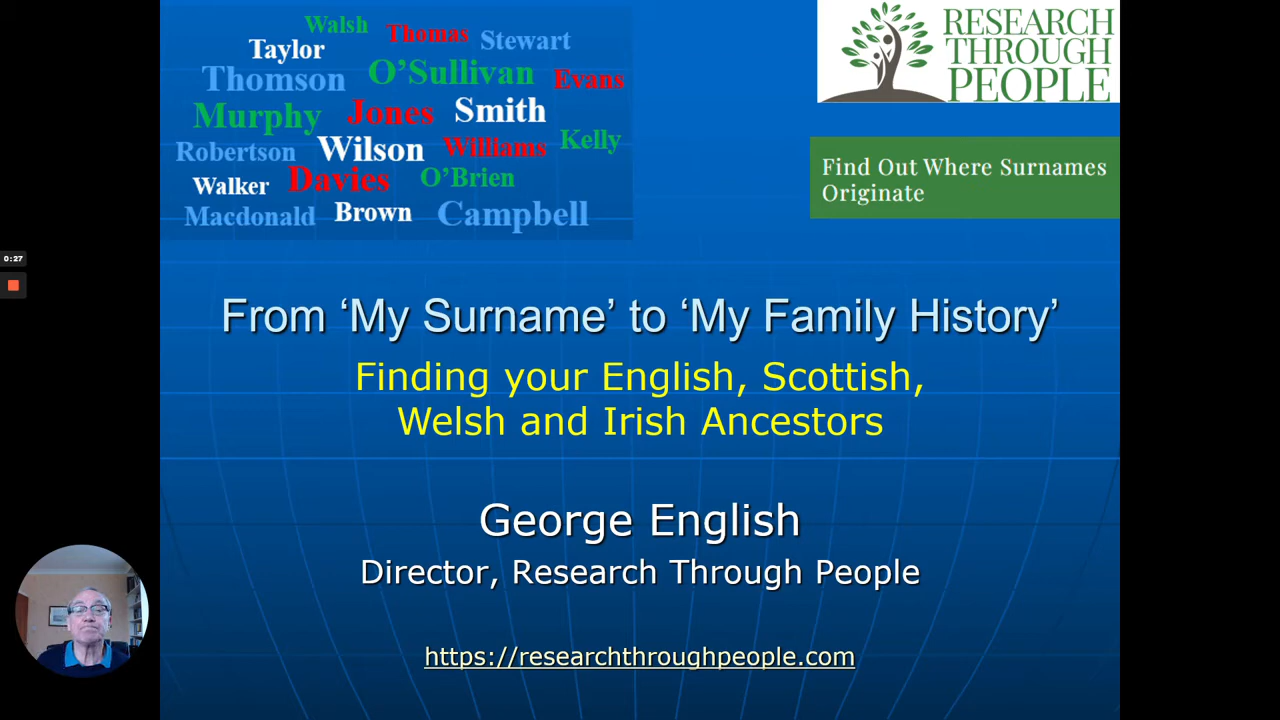 Walsh
Thomas
Stewart
Taylor
Thomson
O'Sullivan
Evans
Murphy
Jones
Smith
Robertson
Wilson
Williams
Kelly
Walker
Davies
O'Brien
Macdonald
Brown
Campbell
RESEARCH
THROUGH
PEOPLE
Find Out Where Surnames
Originate
0:27
From ‘My Surname’ to ‘My Family History’
Finding your English, Scottish,
Welsh and Irish Ancestors
George English
Director, Research Through People
https://researchthroughpeople.com